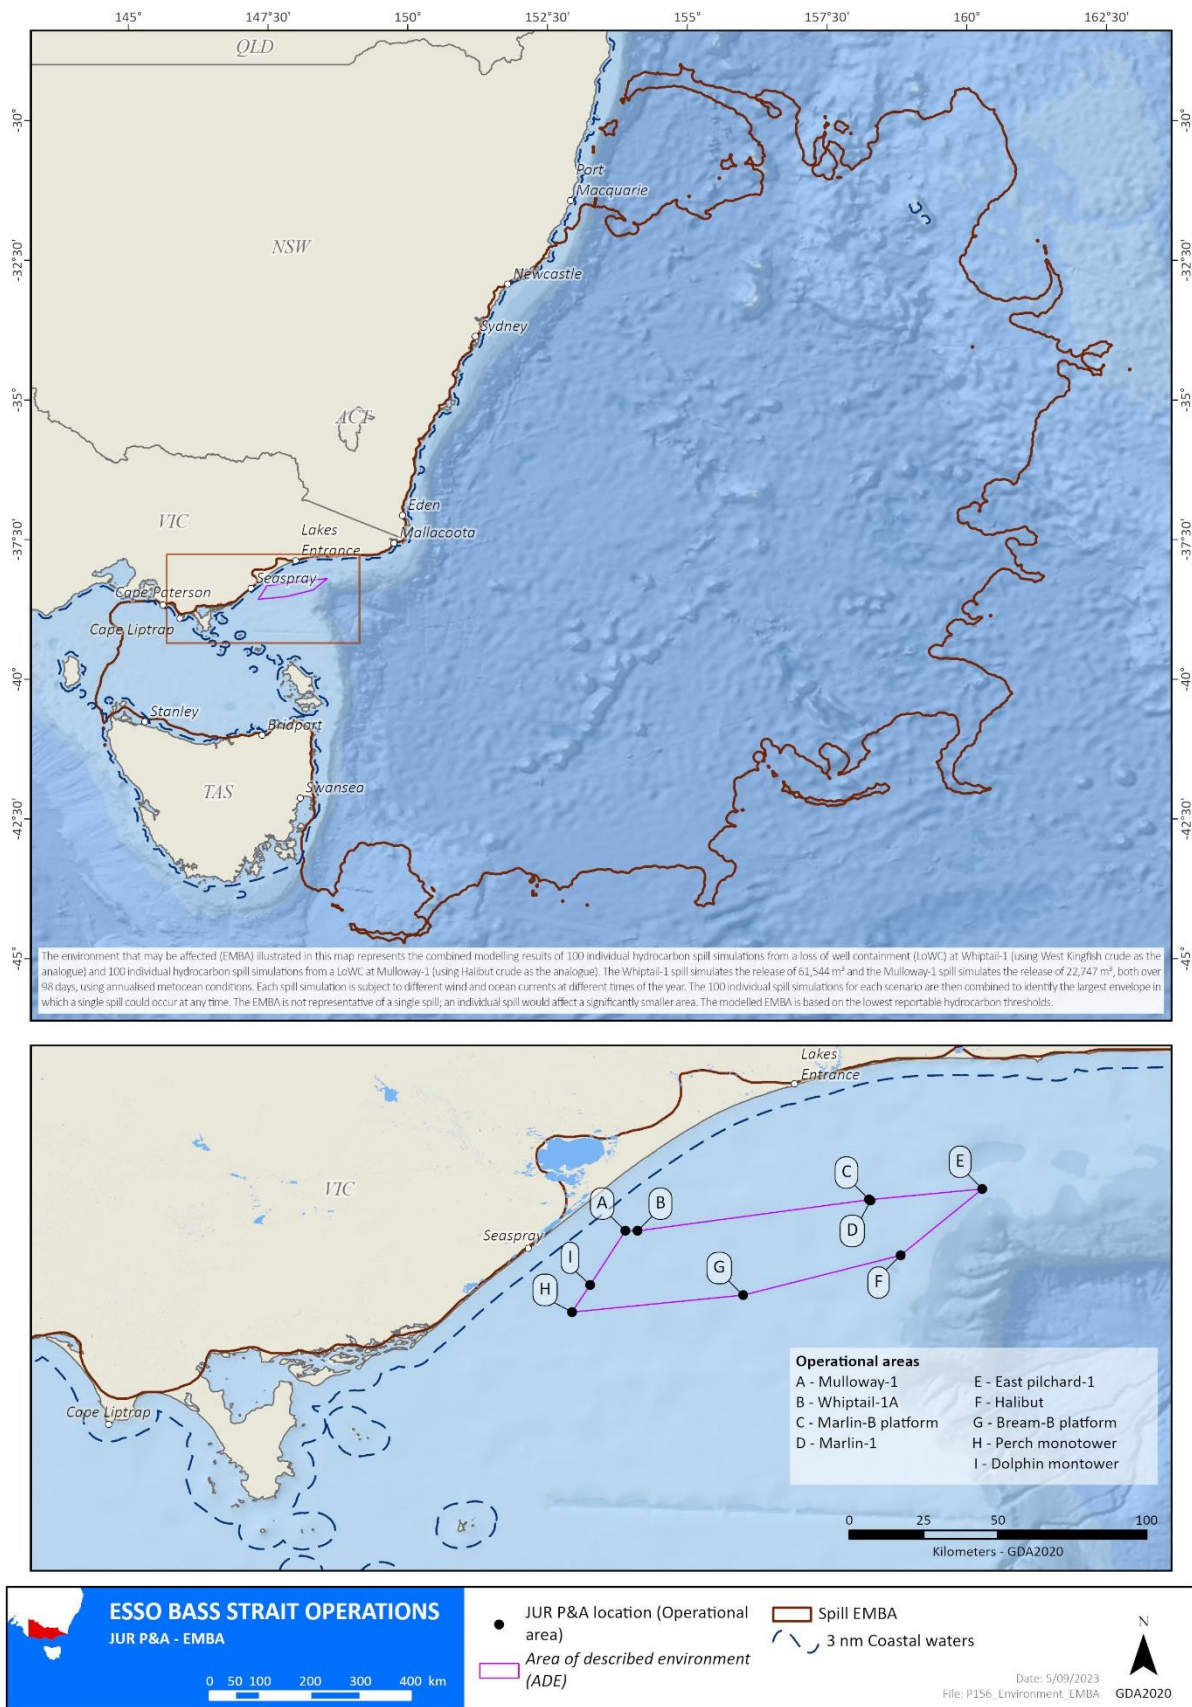 145° 147°30' 150° 152°30' 155° 157°30' 160° 162°30'
QLD
-30° -30°
Port
Macquarie
NSW
-32°30' -32°30'
Newcastle
Sydney
-35° -35°
ACT
Eden
VIC
Lakes
Entrance
Mallacoota
-37°30' -37°30'
Seaspray
Cape Paterson
Cape Liptrap
-40° -40°
Stanley
Bridport
TAS
Swansea
-42°30' -42°30'
-45° -45°
The environment that may be affected (EMBA) illustrated in this map represents the combined modelling results of 100 individual hydrocarbon spill simulations from a loss of well containment (LoWC) at Whiptail-1 (using West Kingfish crude as the
analogue) and 100 individual hydrocarbon spill simulations from a LoWC at Mulloway-1 (using Halibut crude as the analogue). The Whiptail-1 spill simulates the release of 61,544 m³ and the Mulloway-1 spill simulates the release of 22,747 m³, both over
98 days, using annualised metocean conditions. Each spill simulation is subject to different wind and ocean currents at different times of the year. The 100 individual spill simulations for each scenario are then combined to identify the largest envelope in
which a single spill could occur at any time. The EMBA is not representative of a single spill; an individual spill would affect a significantly smaller area. The modelled EMBA is based on the lowest reportable hydrocarbon thresholds.
Lakes
Entrance
VIC
C
E
A
B
D
Seaspray
I
G
F
H
Cape Liptrap
Operational areas
A - Mulloway-1
B - Whiptail-1A
C - Marlin-B platform
D - Marlin-1
E - East pilchard-1
F - Halibut
G - Bream-B platform
H - Perch monotower
I - Dolphin montower
0 25 50 100
Kilometers - GDA2020
ESSO BASS STRAIT OPERATIONS
JUR P&A - EMBA
0 50 100 200 300 400 km
JUR P&A location (Operational
area)
Area of described environment
(ADE)
Spill EMBA
3 nm Coastal waters
Date: 5/09/2023
File: P156_Environment_EMBA
N
GDA2020